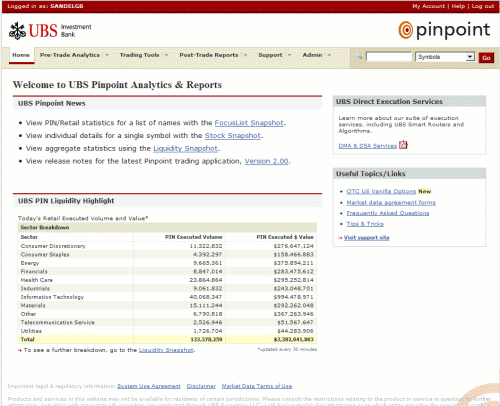 Logged in as: SANDELGB
My Account | Help | Log out
UBS Investment Bank
pinpoint
Home Pre-Trade Analytics Trading Tools Post-Trade Reports Support Admin Symbols Go
Welcome to UBS Pinpoint Analytics & Reports
UBS Pinpoint News
View PIN/Retail statistics for a list of names with the FocusList Snapshot.
View individual details for a single symbol with the Stock Snapshot.
View aggregate statistics using the Liquidity Snapshot.
View release notes for the latest Pinpoint trading application, Version 2.00.
UBS Direct Execution Services
Learn more about our suite of execution
services, including UBS Smart Routers and
Algorithms.
DMA & DSA Services
Useful Topics/Links
OTC US Vanilla Options New
Market data agreement forms
Frequently Asked Questions
Tips & Tricks
Visit support site
UBS PIN Liquidity Highlight
Today's Retail Executed Volume and Value*
Sector Breakdown
Sector PIN Executed Volume PIN Executed $ Value
Consumer Discretionary 11,322,832 $276,647,124
Consumer Staples 4,392,297 $158,466,883
Energy 9,665,361 $375,894,211
Financials 8,847,014 $283,475,612
Health Care 23,864,864 $295,252,814
Industrials 9,061,832 $243,048,701
Information Technology 40,068,347 $994,478,971
Materials 15,111,244 $292,262,048
Other 6,790,818 $367,263,945
Telecommunication Service 2,526,946 $51,567,647
Utilities 1,726,704 $44,283,906
Total 133,378,259 $3,382,641,863
To see a further breakdown, go to the Liquidity Snapshot.
*updated every 30 minutes
Important legal & regulatory information: System Use Agreement Disclaimer Market Data Terms of Use
Products and services in this website may not be available for residents of certain jurisdictions. Please consult the restrictions relating to the product or service in question for further